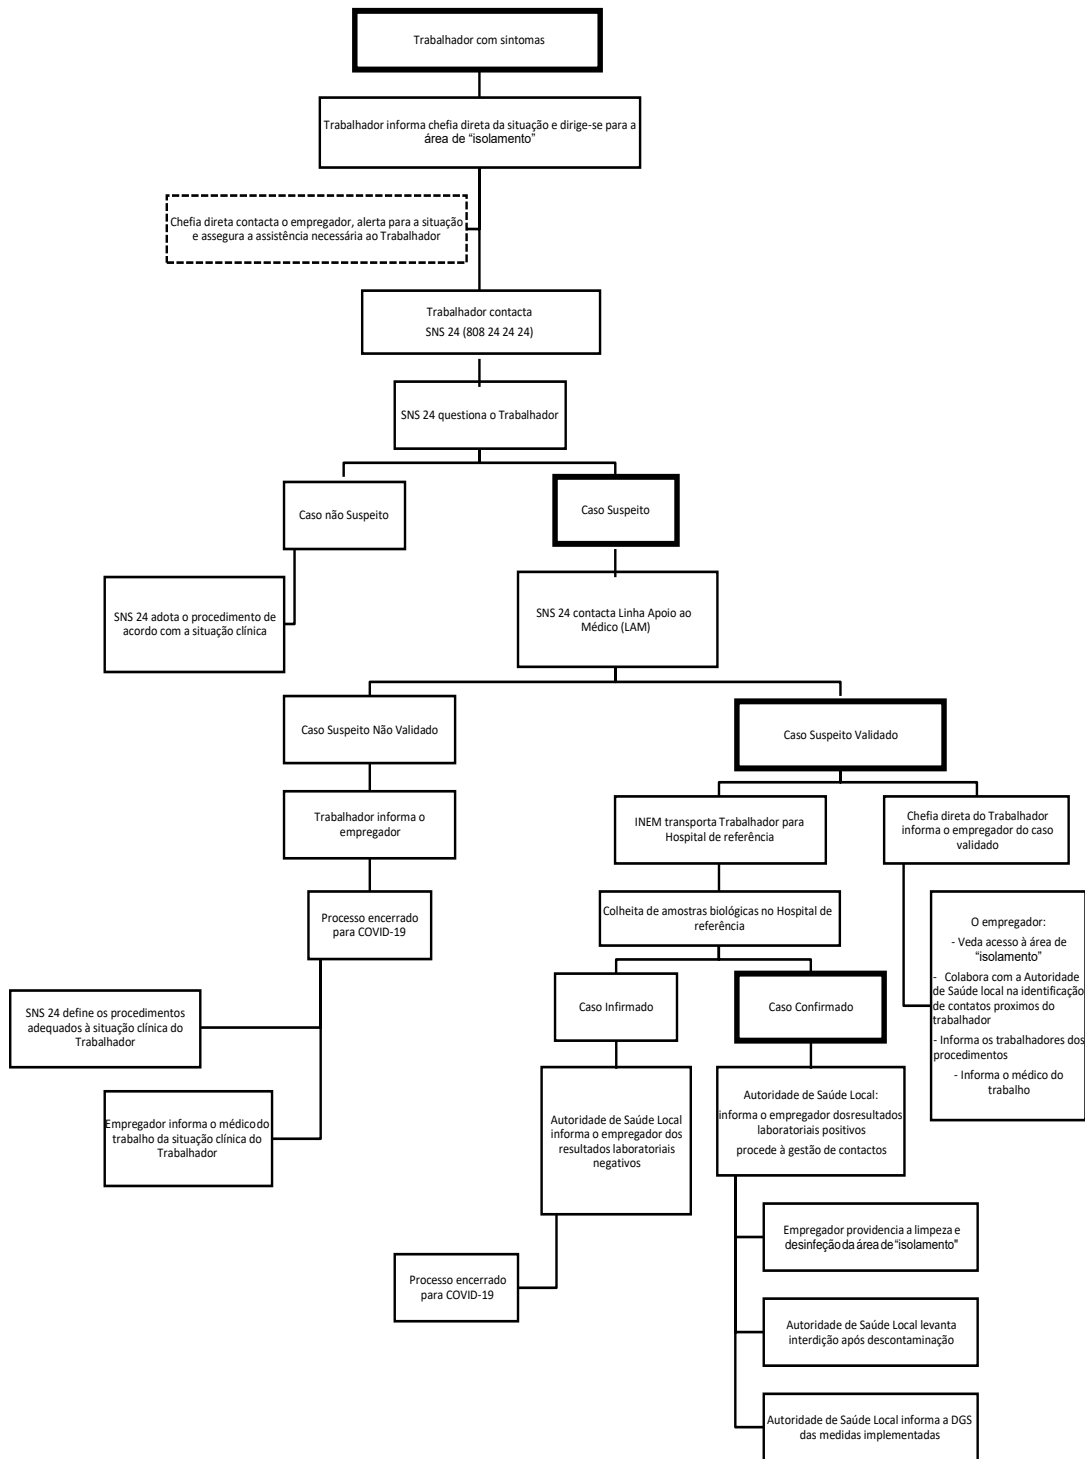 Trabalhador com sintomas
Trabalhador informa chefia direta da situação e dirige-se para a
área de “isolamento”
Chefia direta contacta o empregador, alerta para a situação
e assegura a assistência necessária ao Trabalhador
Trabalhador contacta
SNS 24 (808 24 24 24)
SNS 24 questiona o Trabalhador
Caso não Suspeito
Caso Suspeito
SNS 24 adota o procedimento de
acordo com a situação clínica
SNS 24 contacta Linha Apoio ao
Médico (LAM)
Caso Suspeito Não Validado
Caso Suspeito Validado
Trabalhador informa o
empregador
INEM transporta Trabalhador para
Hospital de referência
Chefia direta do Trabalhador
informa o empregador do caso
validado
Processo encerrado
para COVID-19
Colheita de amostras biológicas no Hospital de
referência
O empregador:
- Veda acesso à área de
“isolamento”
- Colabora com a Autoridade
de Saúde local na identificação
de contatos proximos do
trabalhador
- Informa os trabalhadores dos
procedimentos
- Informa o médico do
trabalho
SNS 24 define os procedimentos
adequados à situação clínica do
Trabalhador
Caso Infirmado
Caso Confirmado
Empregador informa o médico do
trabalho da situação clínica do
Trabalhador
Autoridade de Saúde Local
informa o empregador dos
resultados laboratoriais
negativos
Autoridade de Saúde Local:
informa o empregador dosresultados
laboratoriais positivos
procede à gestão de contactos
Processo encerrado
para COVID-19
Empregador providencia a limpeza e
desinfeção da área de “isolamento”
Autoridade de Saúde Local levanta
interdição após descontaminação
Autoridade de Saúde Local informa a DGS
das medidas implementadas